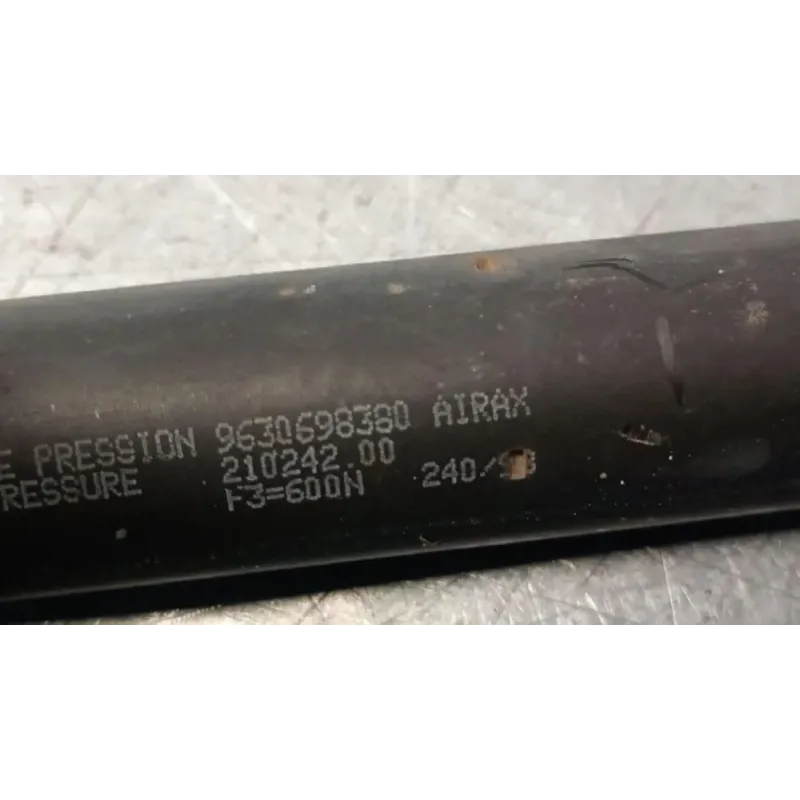 E PRESSION 9630698380 AIRAX
RESSURE 210242.00
F3=600N 240/